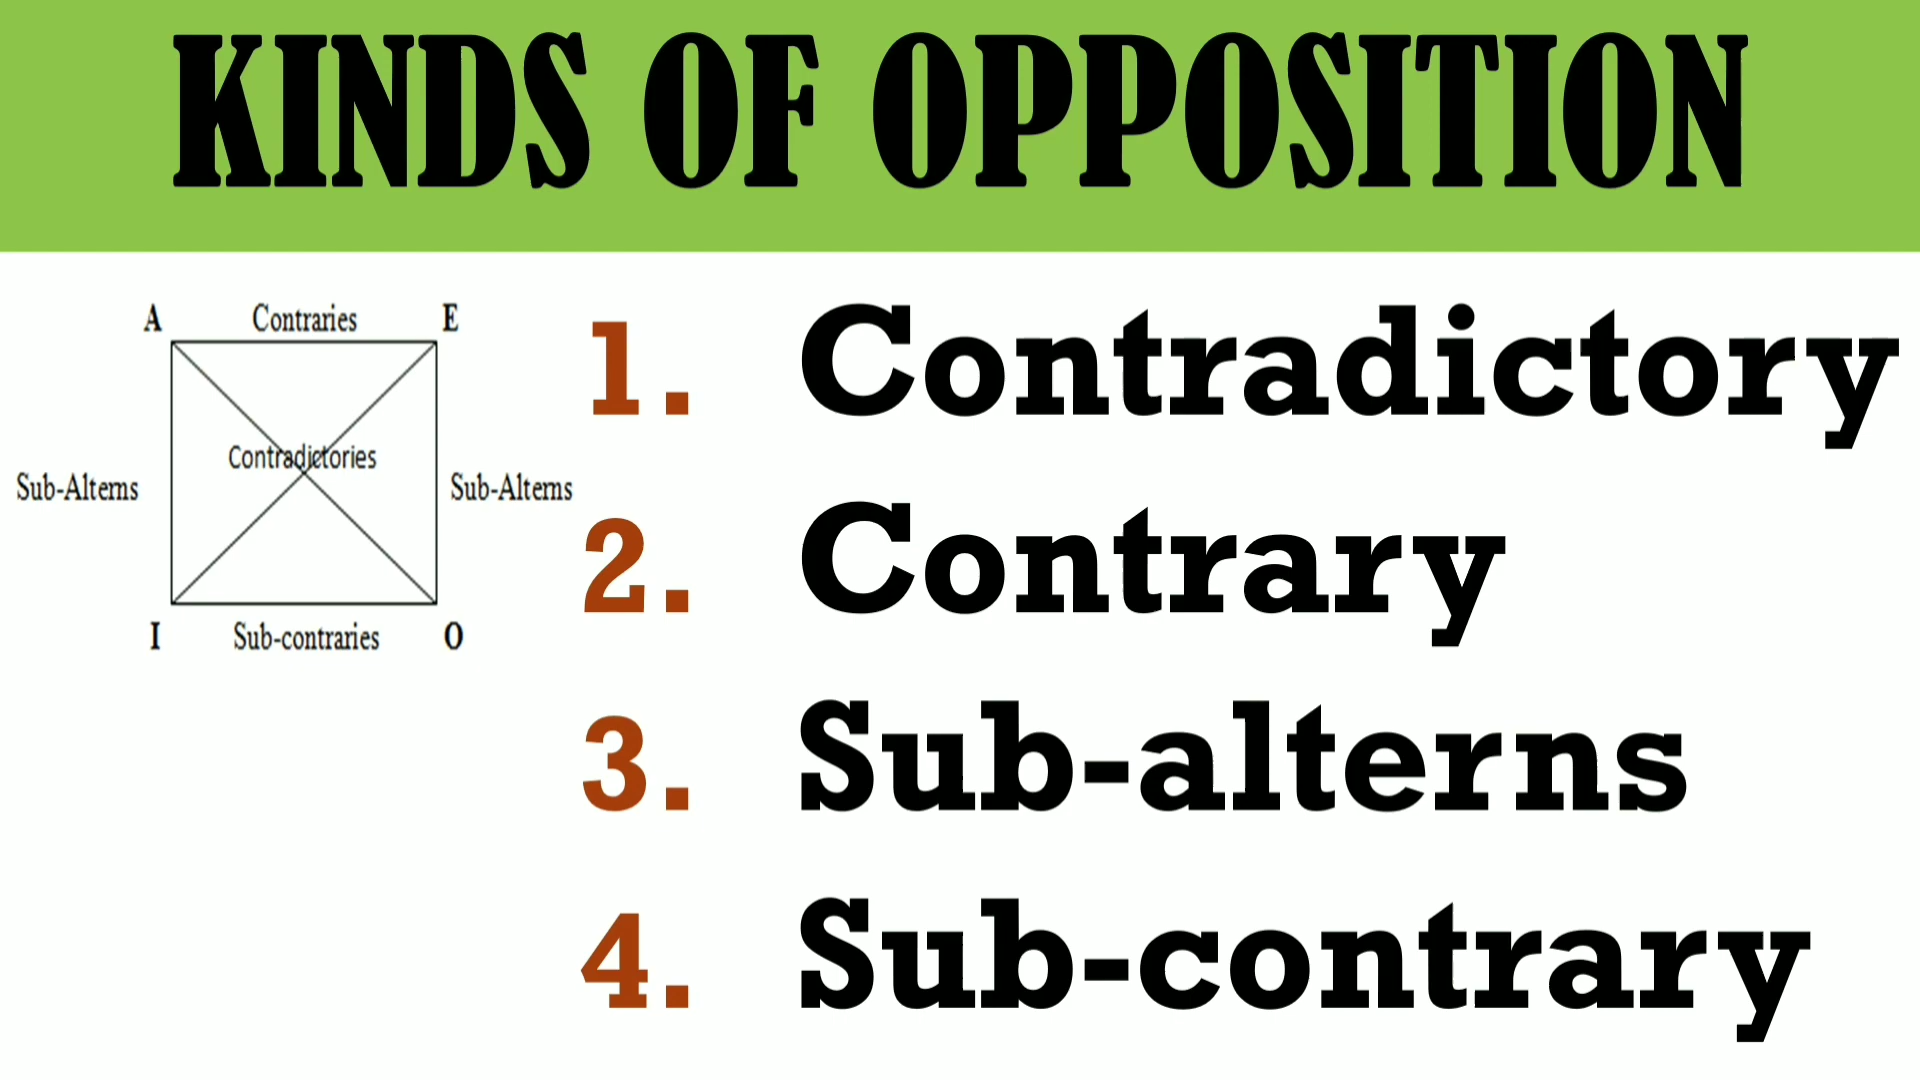 KINDS OF OPPOSITION
A Contraries E
Contradictories
Sub-Alterns Sub-Alterns
I Sub-contraries O
1. Contradictory
2. Contrary
3. Sub-alterns
4. Sub-contrary